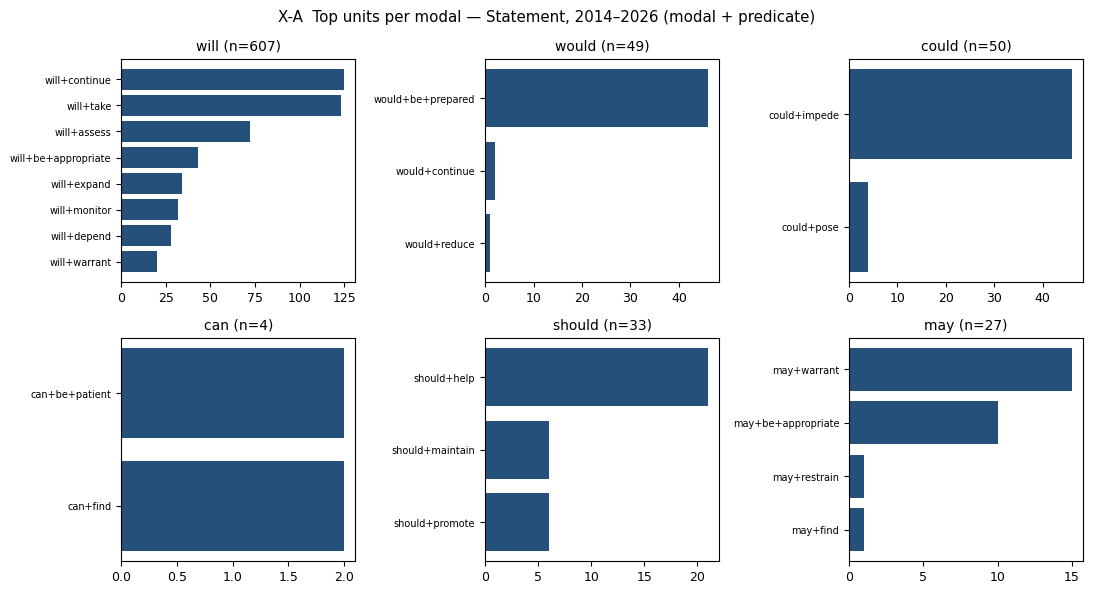 X-A  Top units per modal — Statement, 2014–2026 (modal + predicate)
will (n=607)
will+continue
will+take
will+assess
will+be+appropriate
will+expand
will+monitor
will+depend
will+warrant
0 25 50 75 100 125
would (n=49)
would+be+prepared
would+continue
would+reduce
0 10 20 30 40
could (n=50)
could+impede
could+pose
0 10 20 30 40
can (n=4)
can+be+patient
can+find
0.0 0.5 1.0 1.5 2.0
should (n=33)
should+help
should+maintain
should+promote
0 5 10 15 20
may (n=27)
may+warrant
may+be+appropriate
may+restrain
may+find
0 5 10 15